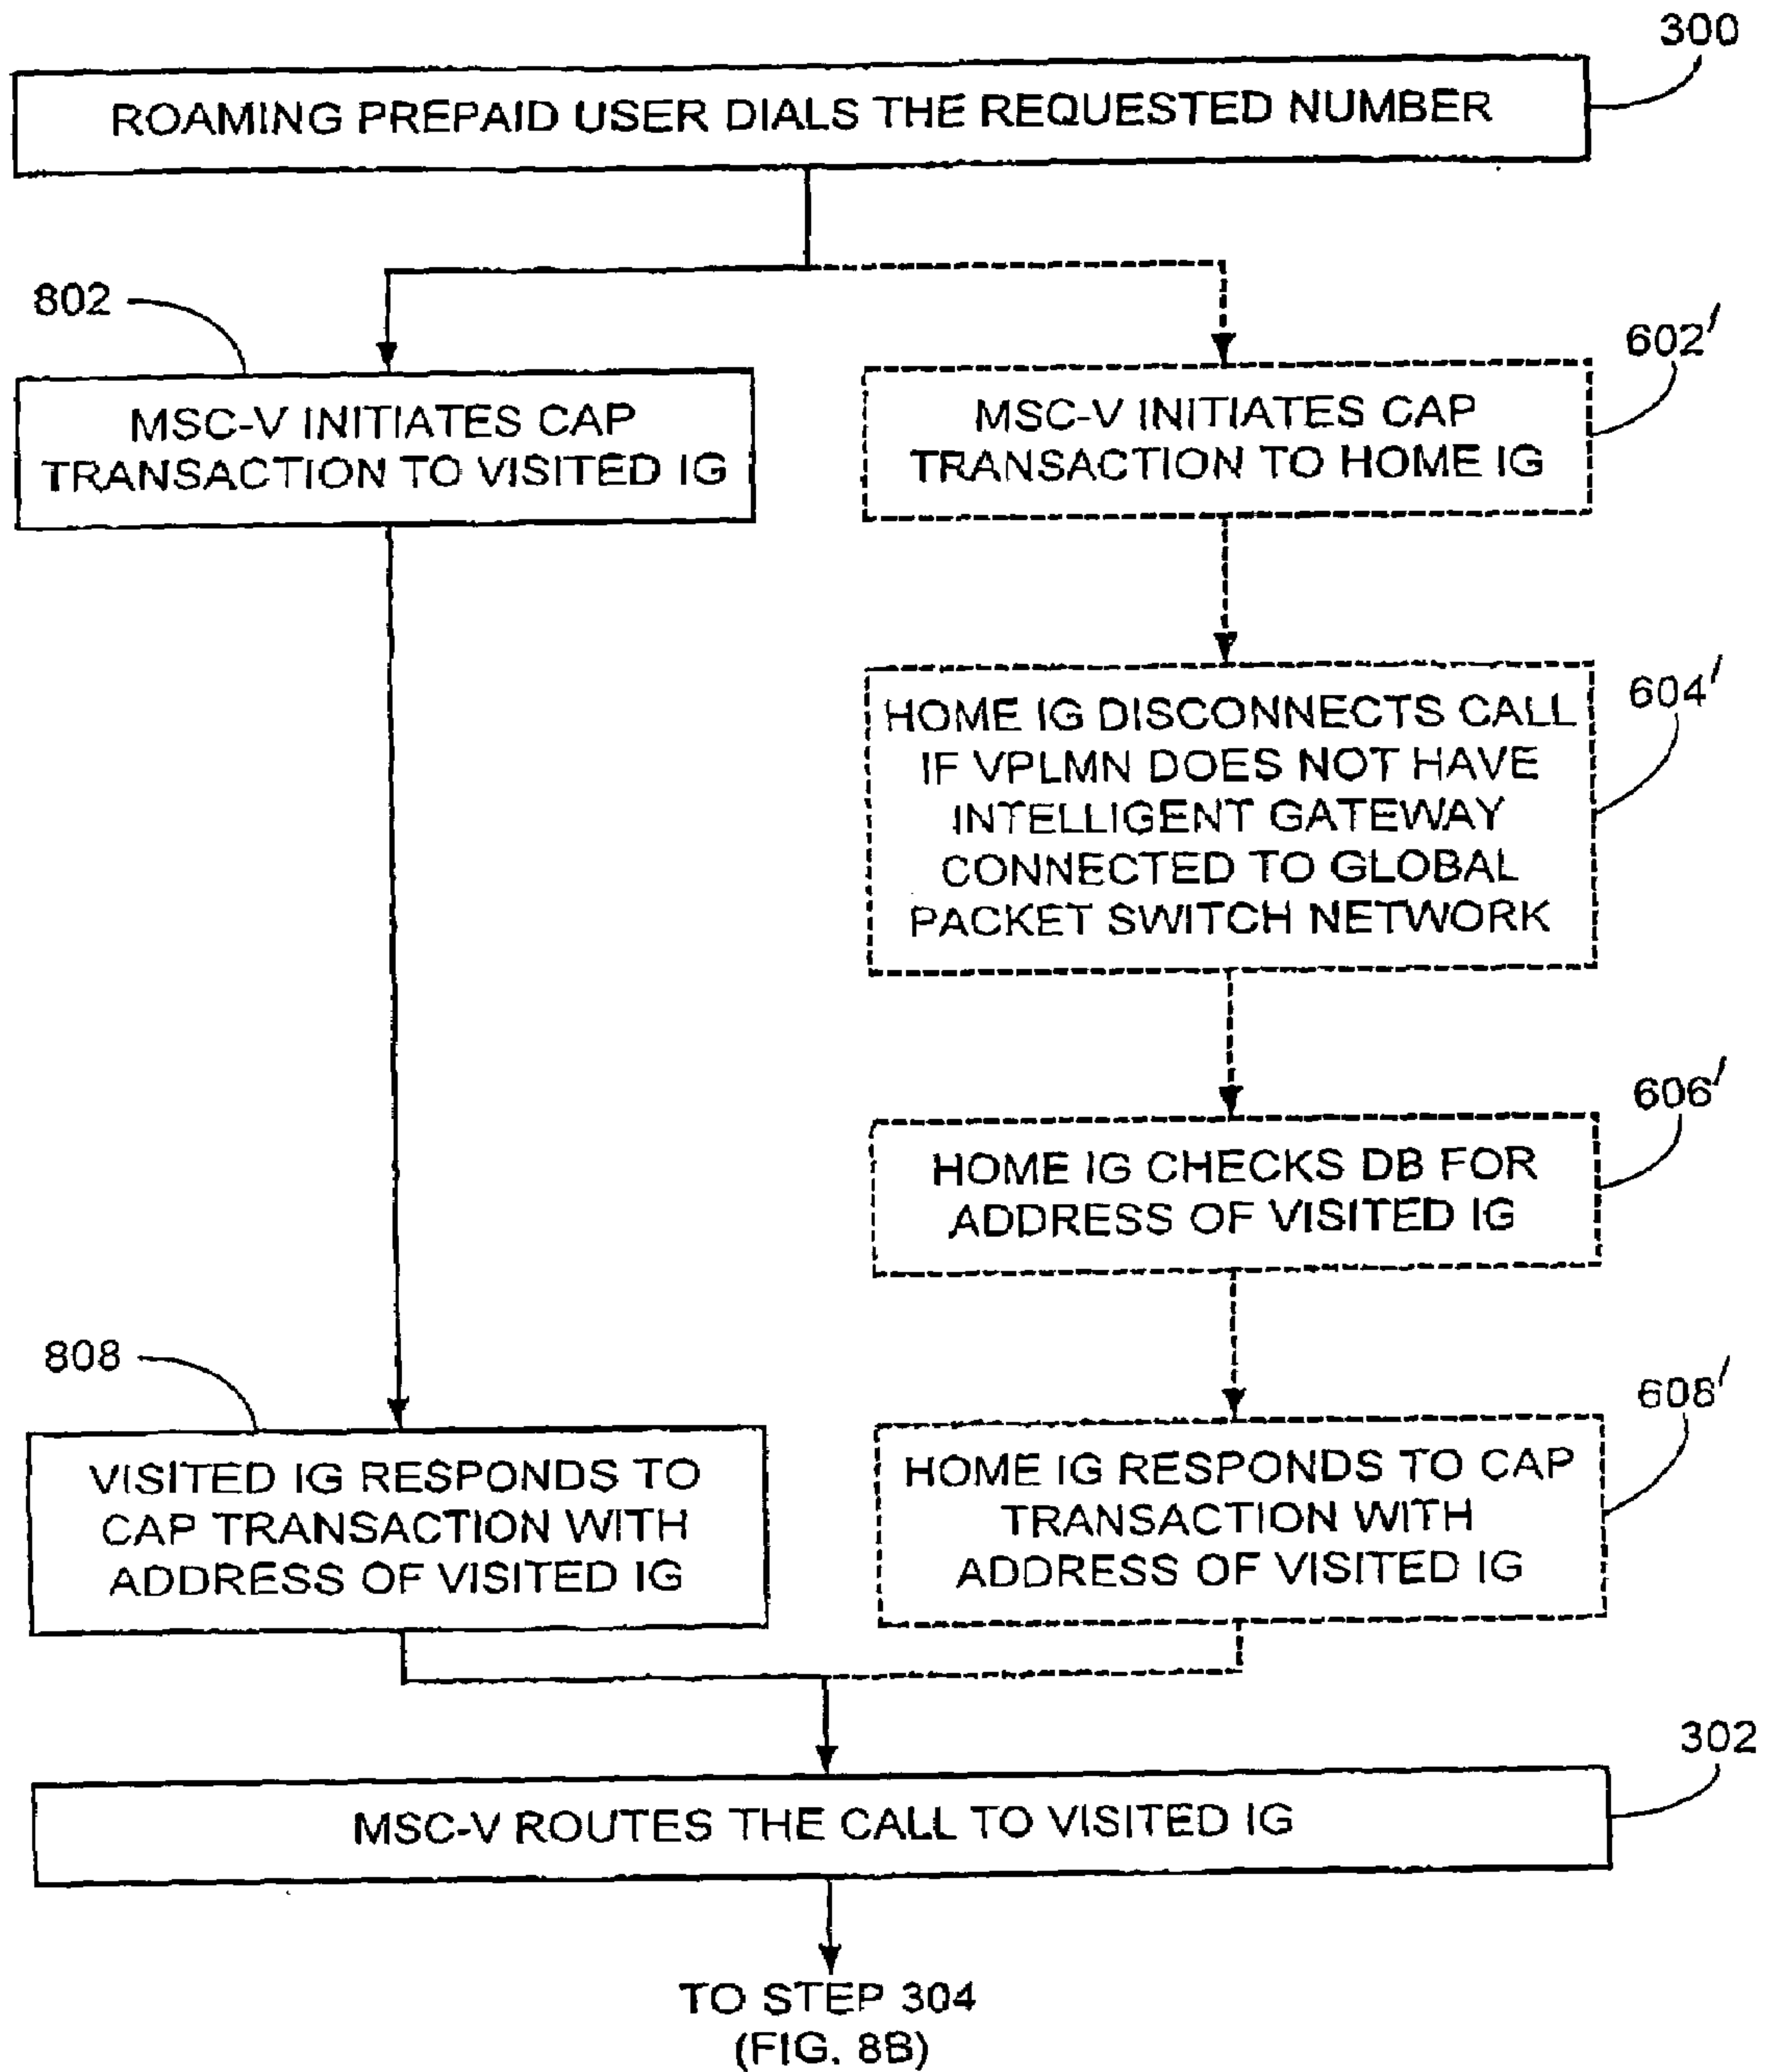 300
ROAMING PREPAID USER DIALS THE REQUESTED NUMBER
802
602'
MSC-V INITIATES CAP
TRANSACTION TO VISITED IG
MSC-V INITIATES CAP
TRANSACTION TO HOME IG
604'
HOME IG DISCONNECTS CALL
IF VPLMN DOES NOT HAVE
INTELLIGENT GATEWAY
CONNECTED TO GLOBAL
PACKET SWITCH NETWORK
606'
HOME IG CHECKS DB FOR
ADDRESS OF VISITED IG
808
608'
VISITED IG RESPONDS TO
CAP TRANSACTION WITH
ADDRESS OF VISITED IG
HOME IG RESPONDS TO CAP
TRANSACTION WITH
ADDRESS OF VISITED IG
302
MSC-V ROUTES THE CALL TO VISITED IG
TO STEP 304
(FIG. 8B)